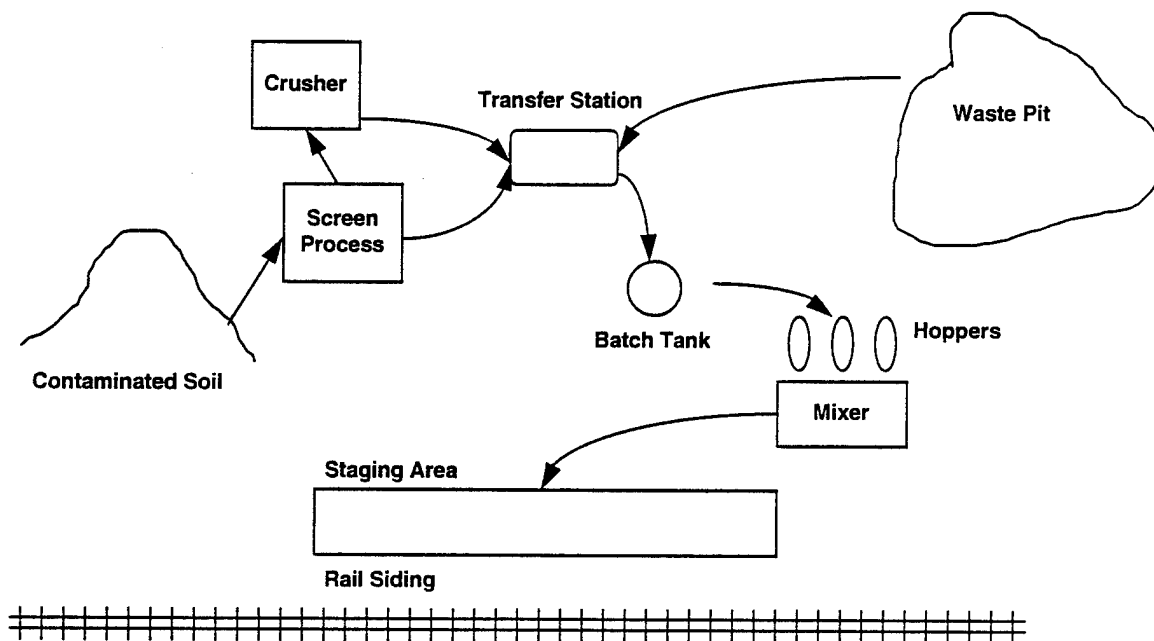 Crusher
Transfer Station
Waste Pit
Screen
Process
Batch Tank
Hoppers
Contaminated Soil
Mixer
Staging Area
Rail Siding